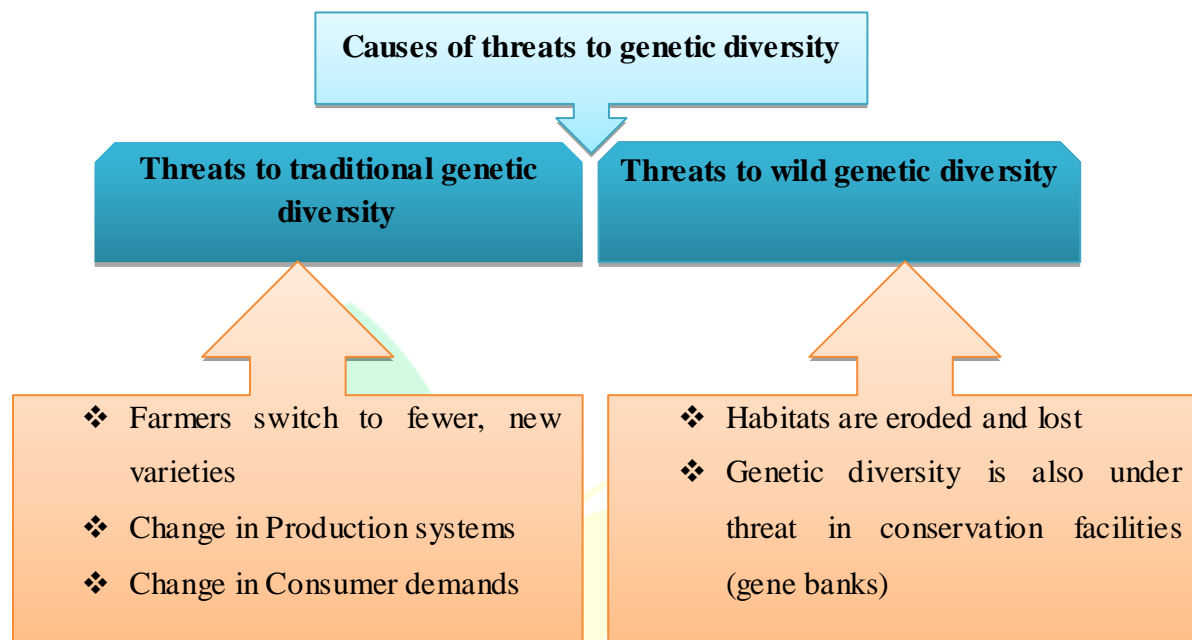 Causes of threats to genetic diversity
Threats to traditional genetic
diversity
Threats to wild genetic diversity
❖ Farmers switch to fewer, new
varieties
❖ Change in Production systems
❖ Change in Consumer demands
❖ Habitats are eroded and lost
❖ Genetic diversity is also under
threat in conservation facilities
(gene banks)